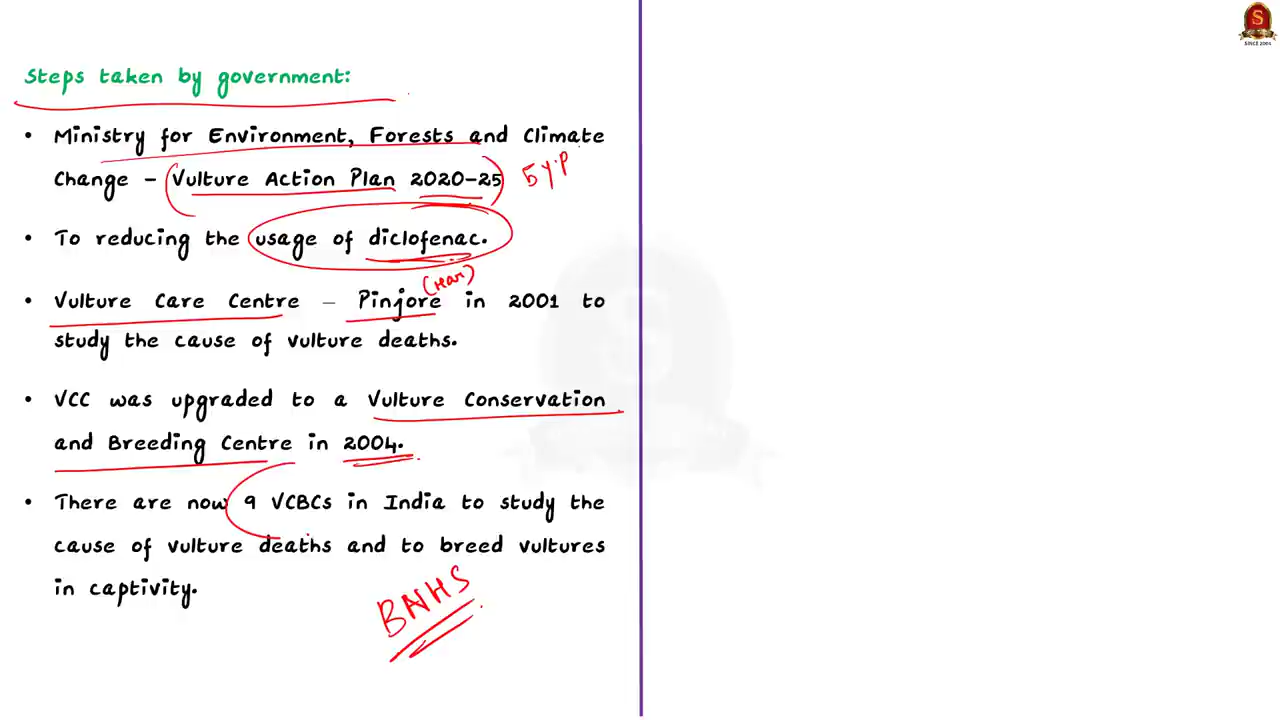 SINCE 2004
Steps taken by government:
• Ministry for Environment, Forests and Climate
Change - Vulture Action Plan 2020-25 5 y.p
• To reducing the usage of diclofenac.
• Vulture Care Centre – Pinjore in 2001 to
study the cause of vulture deaths.
• VCC was upgraded to a Vulture Conservation
and Breeding Centre in 2004.
• There are now 9 VCBCs in India to study the
cause of vulture deaths and to breed vultures
in captivity.
BNHS